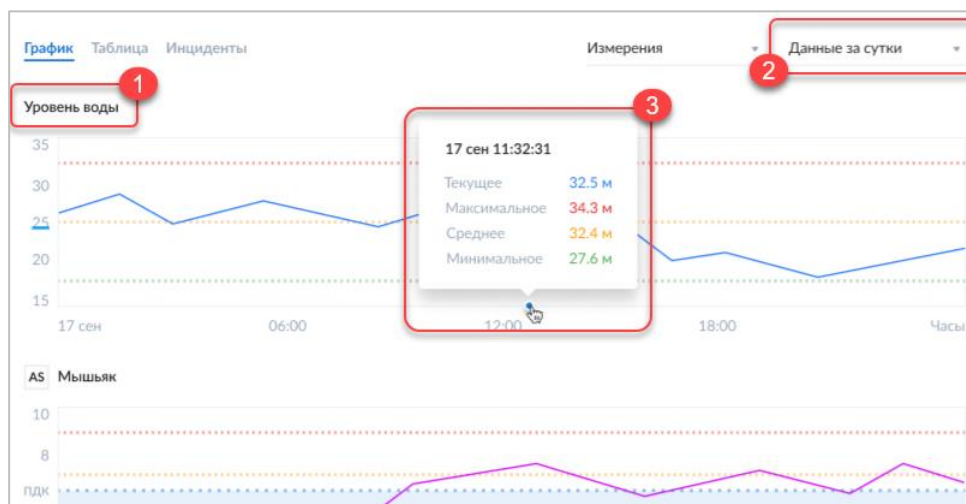 График Таблица Инциденты Измерения Данные за сутки
1
2
Уровень воды
3
35
17 сен 11:32:31
30
Текущее 32.5 м
Максимальное 34.3 м
25
Среднее 32.4 м
20
Минимальное 27.6 м
15
17 сен 06:00 12:00 18:00 Часы
AS Мышьяк
10
8
пдк